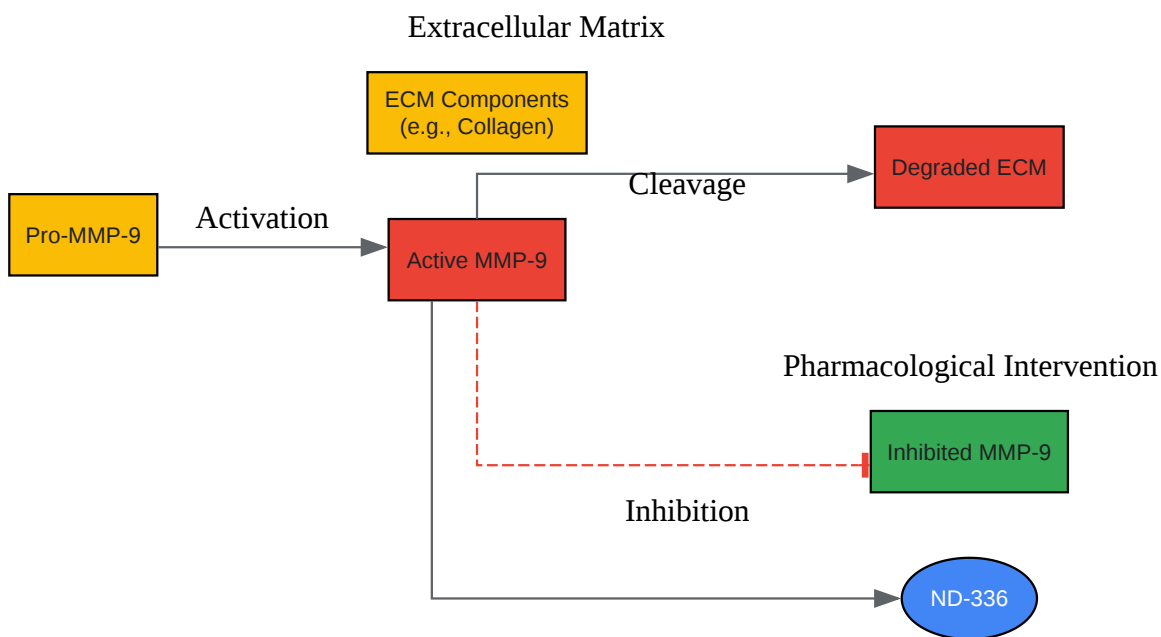 Extracellular Matrix
ECM Components
(e.g., Collagen)
Degraded ECM
Cleavage
Activation
Pro-MMP-9
Active MMP-9
Pharmacological Intervention
Inhibited MMP-9
Inhibition
ND-336